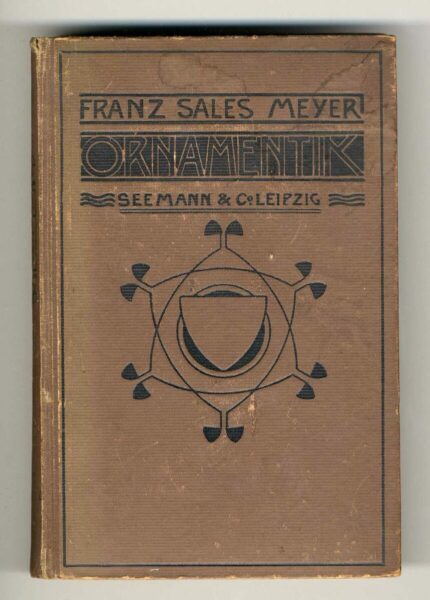 FRANZ SALES MEYER
ORNAMENTIK
SEEMANN & Co LEIPZIG